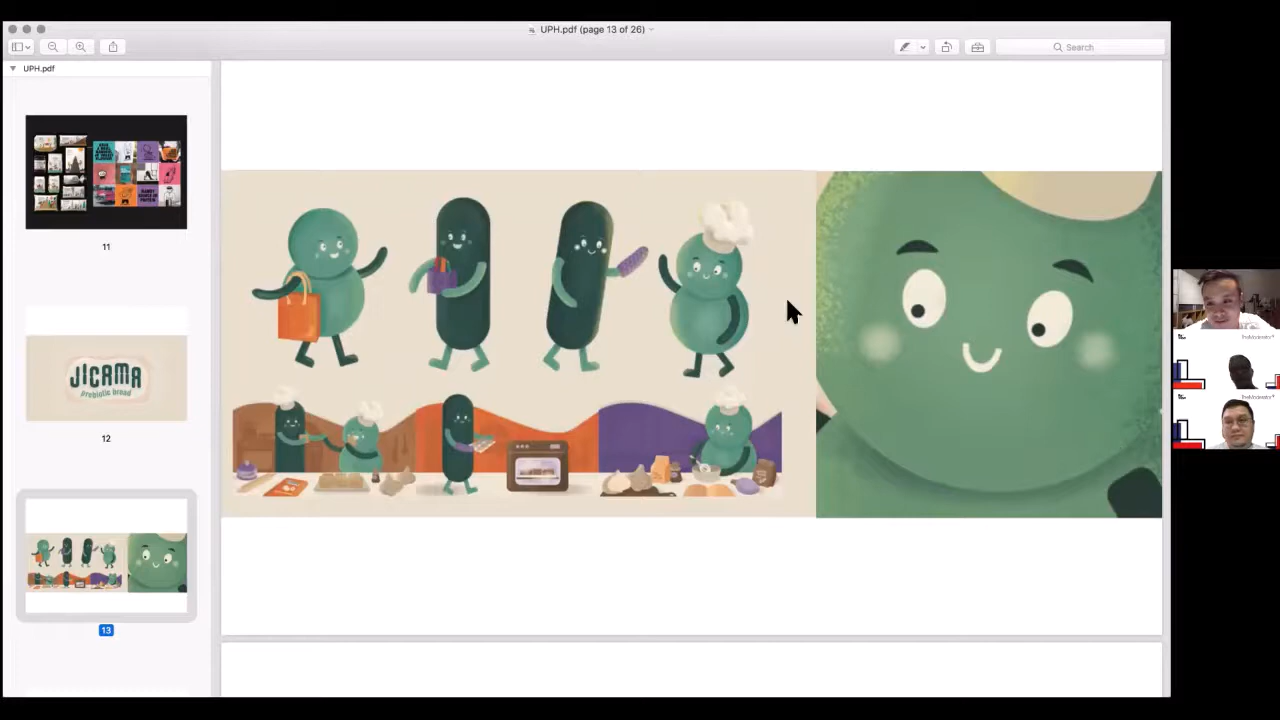 UPH.pdf (page 13 of 26)
Search
UPH.pdf
11
JICAMA
prebiotic bread
12
13